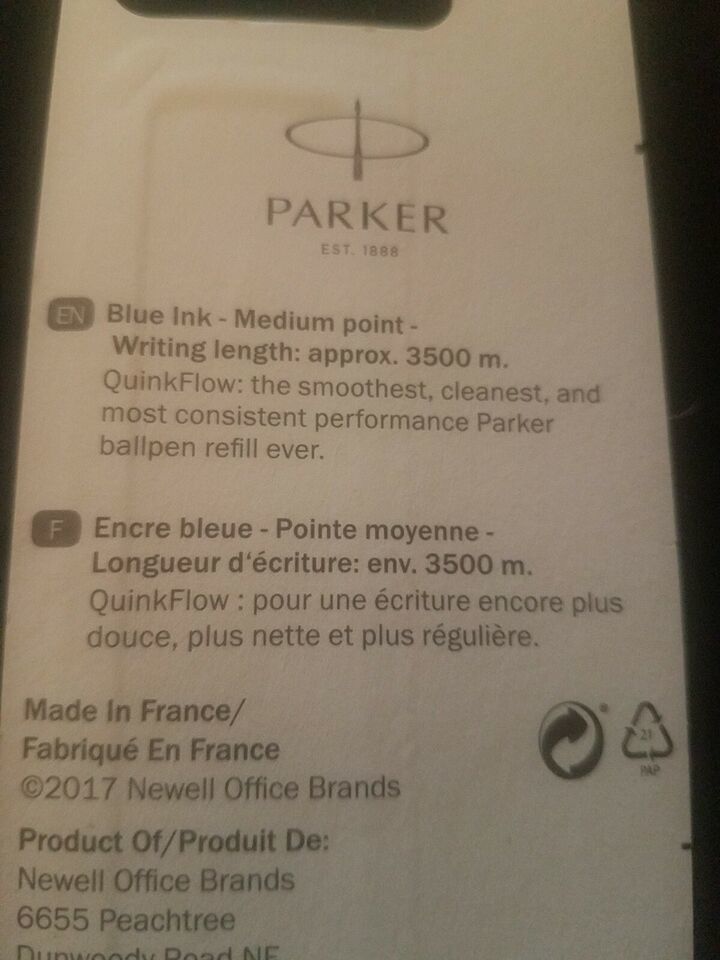 PARKER
EST. 1888
EN Blue Ink - Medium point -
Writing length: approx. 3500 m.
QuinkFlow: the smoothest, cleanest, and
most consistent performance Parker
ballpen refill ever.
F Encre bleue - Pointe moyenne -
Longueur d‘écriture: env. 3500 m.
QuinkFlow : pour une écriture encore plus
douce, plus nette et plus régulière.
Made In France/
Fabriqué En France
©2017 Newell Office Brands
21
PAP
Product Of/Produit De:
Newell Office Brands
6655 Peachtree
Dunwoody Road NE